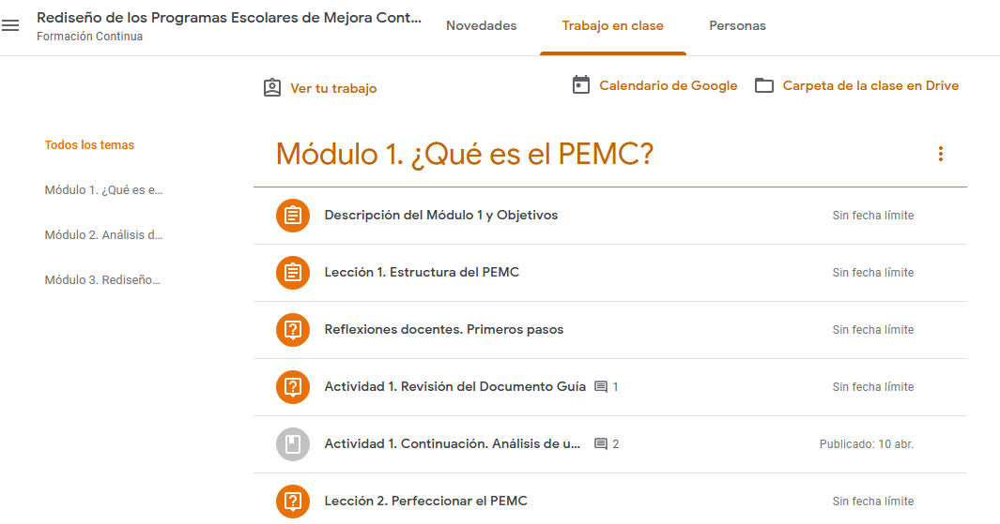 Rediseño de los Programas Escolares de Mejora Cont...
Formación Continua
Novedades
Trabajo en clase
Personas
Ver tu trabajo
Calendario de Google
Carpeta de la clase en Drive
Todos los temas
Módulo 1. ¿Qué es e...
Módulo 2. Análisis d...
Módulo 3. Rediseño...
Módulo 1. ¿Qué es el PEMC?
Descripción del Módulo 1 y Objetivos Sin fecha límite
Lección 1. Estructura del PEMC Sin fecha límite
Reflexiones docentes. Primeros pasos Sin fecha límite
Actividad 1. Revisión del Documento Guía 1 Sin fecha límite
Actividad 1. Continuación. Análisis de u... 2 Publicado: 10 abr.
Lección 2. Perfeccionar el PEMC Sin fecha límite